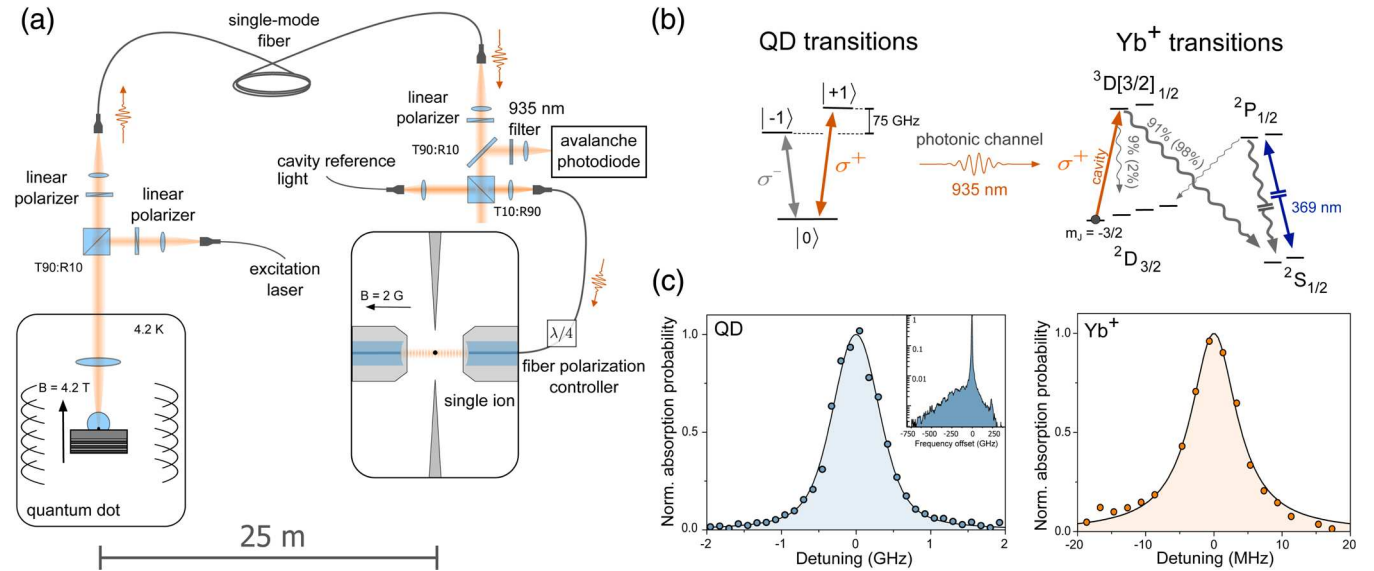 (a)
single-mode
fiber
linear
polarizer
935 nm
filter
T90:R10
avalanche
photodiode
cavity reference
light
T10:R90
linear
polarizer
linear
polarizer
T90:R10
excitation
laser
4.2 K
B = 4.2 T
quantum dot
B = 2 G
λ/4
fiber polarization
controller
single ion
25 m
(b)
QD transitions
Yb⁺ transitions
|+1⟩
|-1⟩
75 GHz
σ⁻
σ⁺
|0⟩
photonic channel
935 nm
³D[3/2]₁/₂
²P₁/₂
σ⁺
cavity
9% (2%)
91% (98%)
369 nm
mⱼ = -3/2
²D₃/₂
²S₁/₂
(c)
QD
Norm. absorption probability
1.0
0.5
0.0
-2
-1
0
1
2
Detuning (GHz)
1
0.1
0.01
-750
-500
-250
0
250
Frequency offset (GHz)
Yb⁺
Norm. absorption probability
1.0
0.5
0.0
-20
-10
0
10
20
Detuning (MHz)